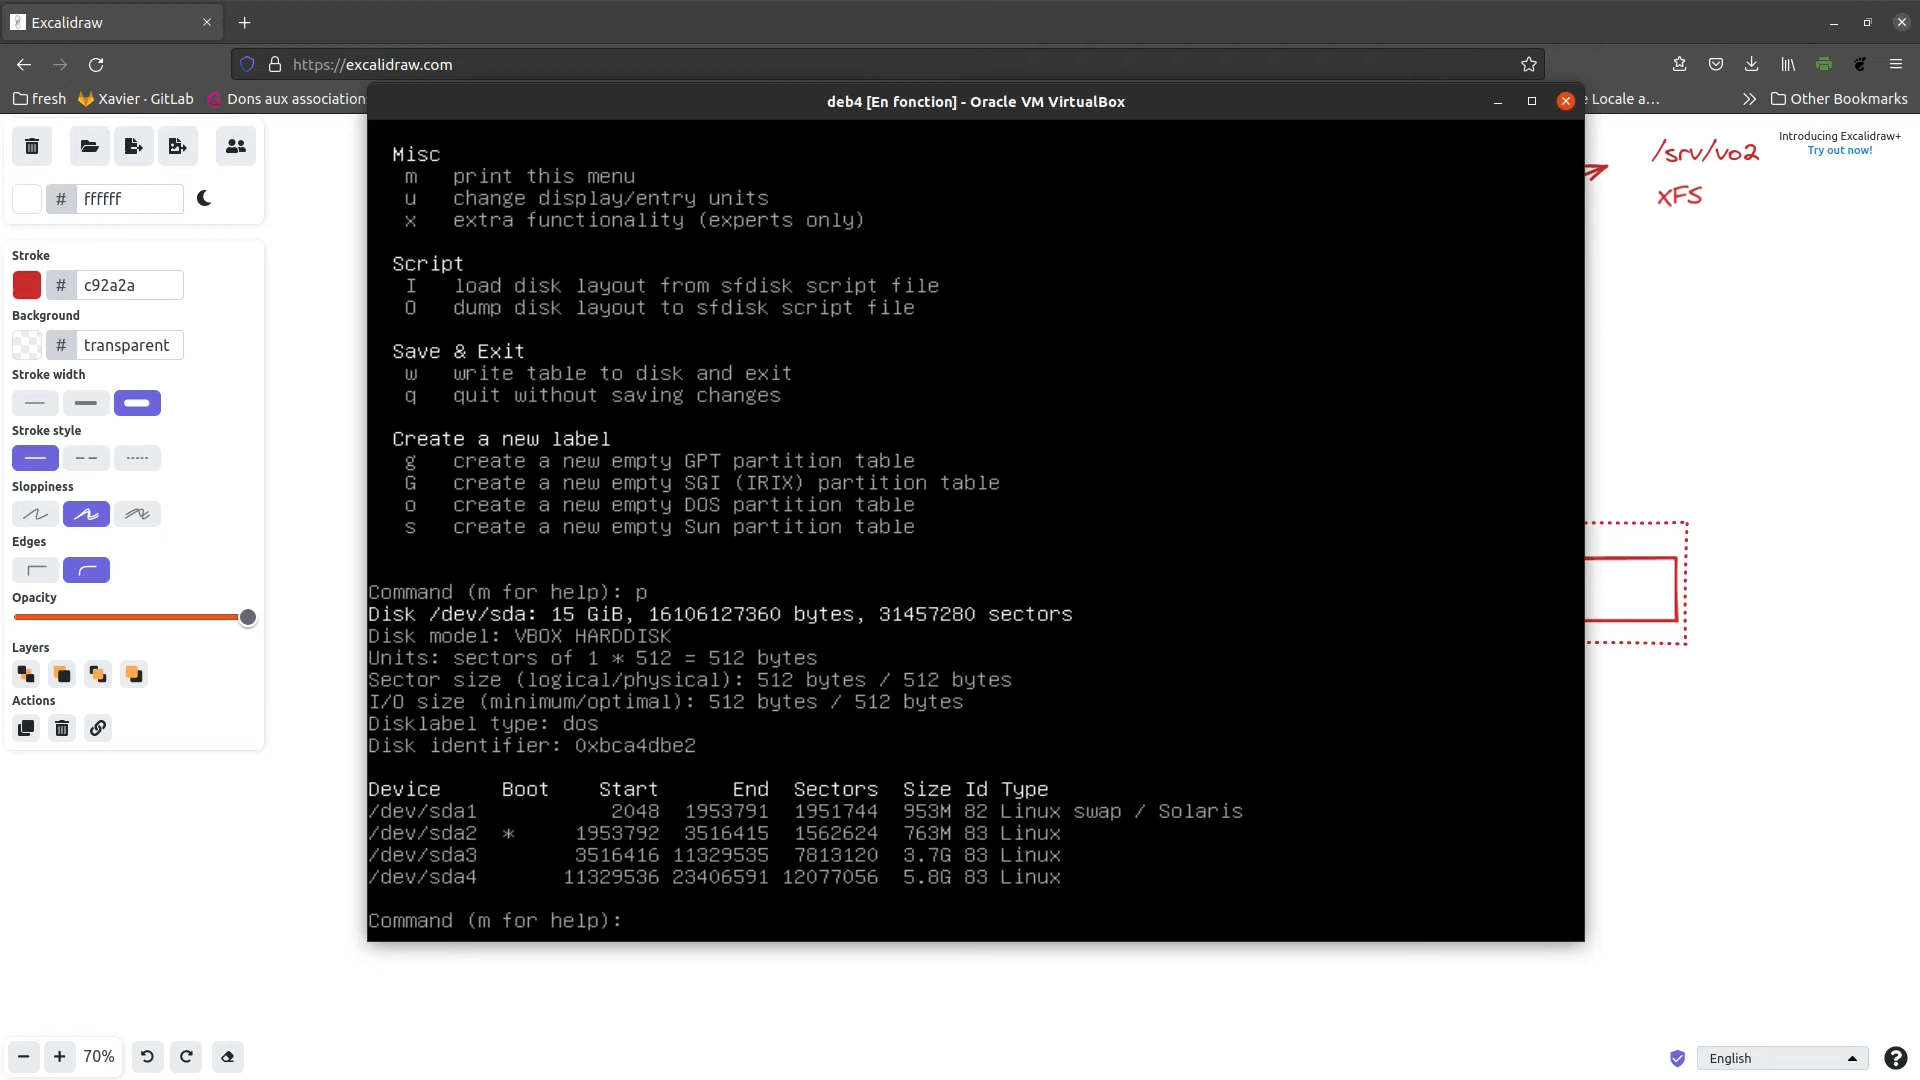 Excalidraw
https://excalidraw.com
fresh
Xavier · GitLab
Dons aux association
e Locale a…
Other Bookmarks
deb4 [En fonction] - Oracle VM VirtualBox
# ffffff
Stroke
# c92a2a
Background
# transparent
Stroke width
Stroke style
Sloppiness
Edges
Opacity
Layers
Actions
Misc
m print this menu
u change display/entry units
x extra functionality (experts only)
Script
I load disk layout from sfdisk script file
O dump disk layout to sfdisk script file
Save & Exit
w write table to disk and exit
q quit without saving changes
Create a new label
g create a new empty GPT partition table
G create a new empty SGI (IRIX) partition table
o create a new empty DOS partition table
s create a new empty Sun partition table
Command (m for help): p
Disk /dev/sda: 15 GiB, 16106127360 bytes, 31457280 sectors
Disk model: VBOX HARDDISK
Units: sectors of 1 * 512 = 512 bytes
Sector size (logical/physical): 512 bytes / 512 bytes
I/O size (minimum/optimal): 512 bytes / 512 bytes
Disklabel type: dos
Disk identifier: 0xbca4dbe2
Device Boot Start End Sectors Size Id Type
/dev/sda1 2048 1953791 1951744 953M 82 Linux swap / Solaris
/dev/sda2 * 1953792 3516415 1562624 763M 83 Linux
/dev/sda3 3516416 11329535 7813120 3.7G 83 Linux
/dev/sda4 11329536 23406591 12077056 5.8G 83 Linux
Command (m for help):
/srv/vo2
xFS
Introducing Excalidraw+
Try out now!
70%
English